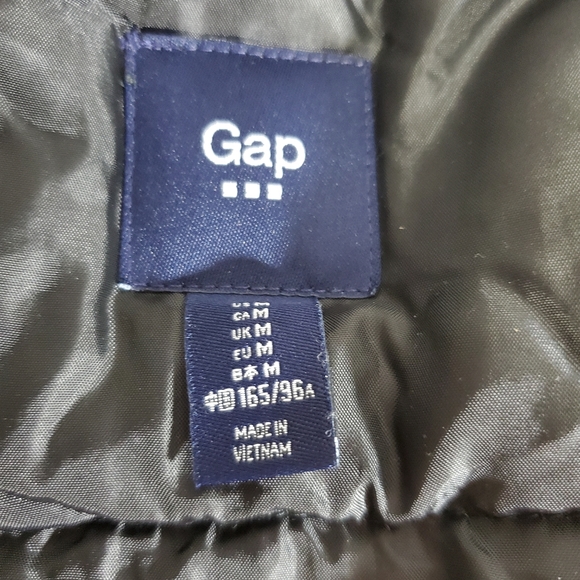 Gap
CA M
UK M
EU M
日本 M
中国 165/96A
MADE IN
VIETNAM